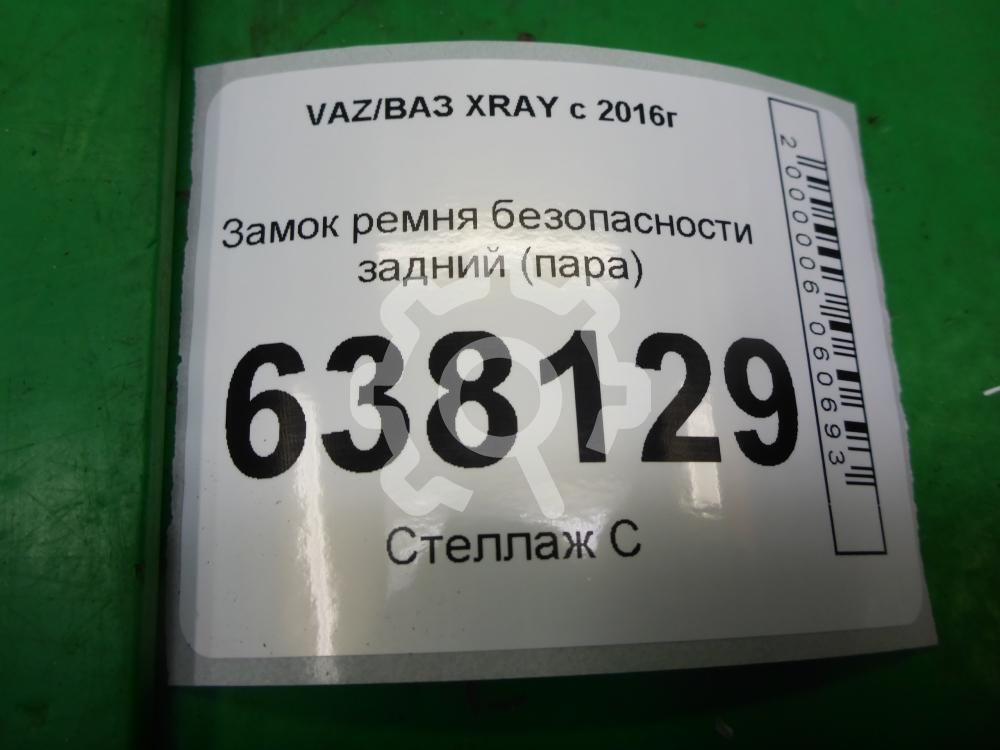 VAZ/ВАЗ XRAY с 2016г
Замок ремня безопасности
задний (пара)
638129
Стеллаж С
2000006060693